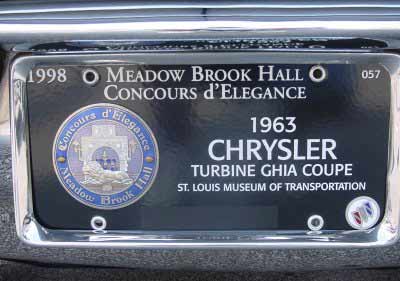 1998
MEADOW BROOK HALL
057
CONCOURS d'ELEGANCE
1963
CHRYSLER
TURBINE GHIA COUPE
ST. LOUIS MUSEUM OF TRANSPORTATION
Concours d'Elegance
Meadow Brook Hall